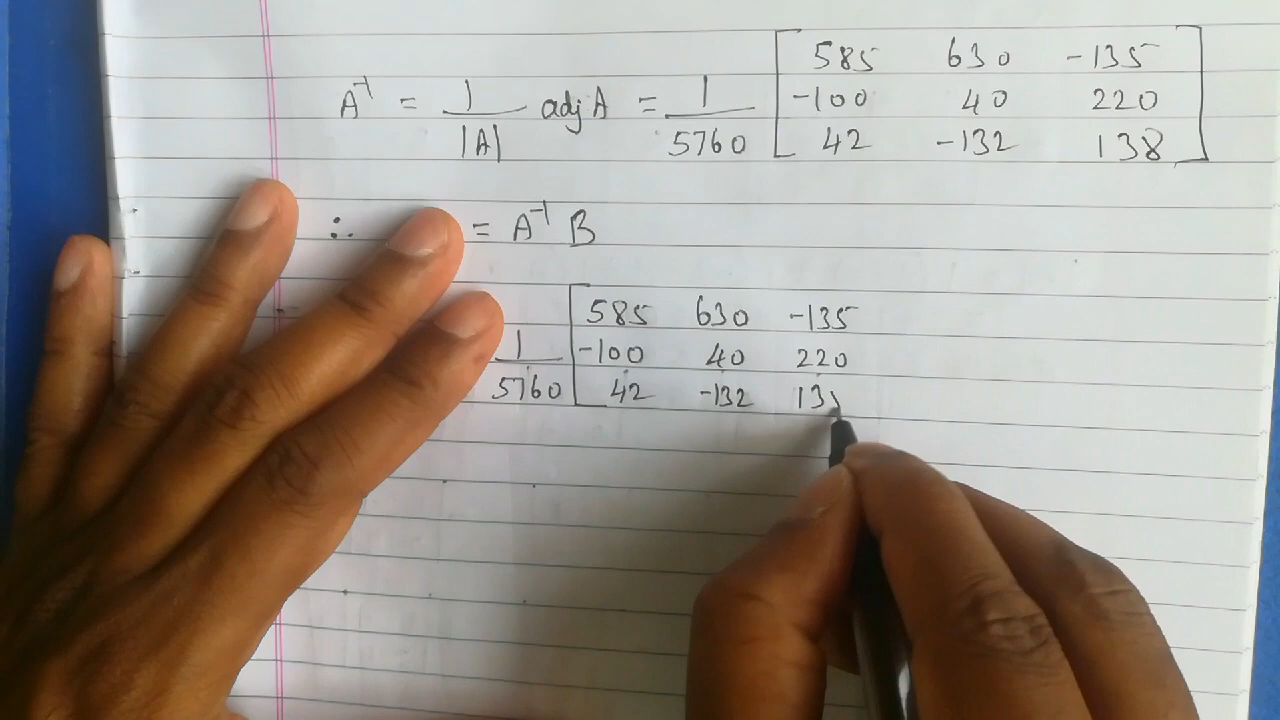 585 630 -135
A⁻¹ = 1/|A| adj A = 1/5760 -100 40 220
42 -132 138
∴ = A⁻¹ B
585 630 -135
1/5760 -100 40 220
42 -132 13